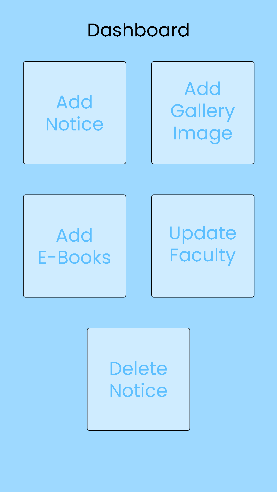 Dashboard
Add
Notice
Add
Gallery
Image
Add
E-Books
Update
Faculty
Delete
Notice